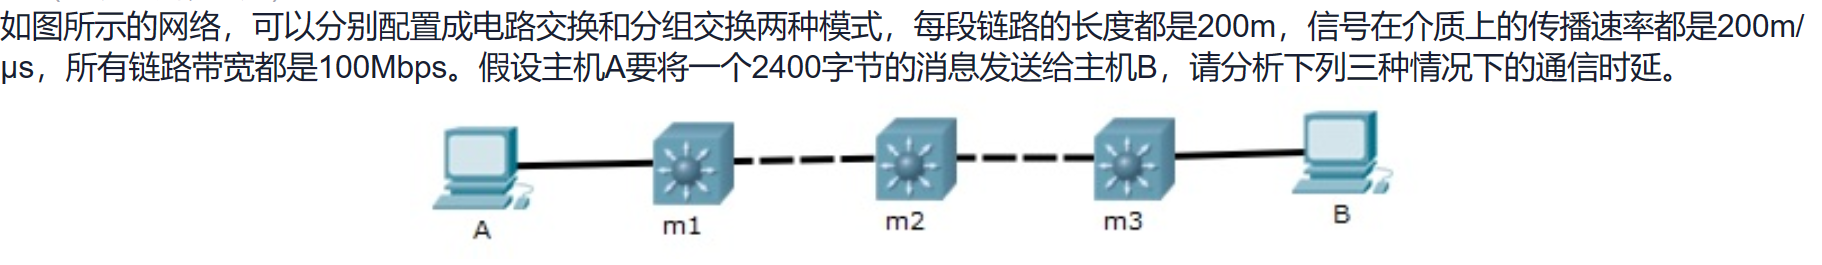 如图所示的网络，可以分别配置成电路交换和分组交换两种模式，每段链路的长度都是200m，信号在介质上的传播速率都是200m/
μs，所有链路带宽都是100Mbps。假设主机A要将一个2400字节的消息发送给主机B，请分析下列三种情况下的通信时延。
A
m1
m2
m3
B